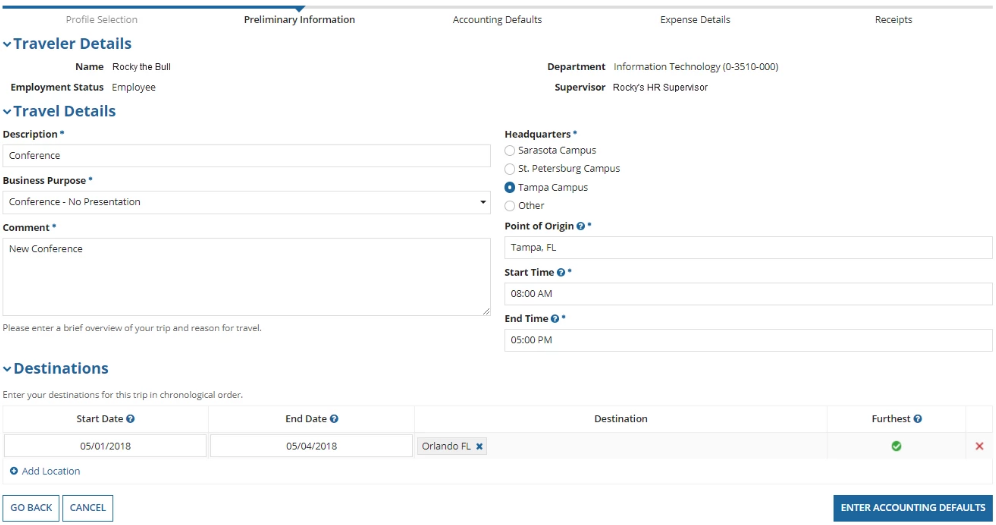 Profile Selection Preliminary Information Accounting Defaults Expense Details Receipts
Traveler Details
Name Rocky the Bull Department Information Technology (0-3510-000)
Employment Status Employee Supervisor Rocky's HR Supervisor
Travel Details
Description *
Conference
Business Purpose *
Conference - No Presentation
Comment *
New Conference
Please enter a brief overview of your trip and reason for travel.
Headquarters *
Sarasota Campus
St. Petersburg Campus
Tampa Campus
Other
Point of Origin ? *
Tampa, FL
Start Time ? *
08:00 AM
End Time ? *
05:00 PM
Destinations
Enter your destinations for this trip in chronological order.
Start Date ? End Date ? Destination Furthest ?
05/01/2018 05/04/2018 Orlando FL
Add Location
GO BACK CANCEL ENTER ACCOUNTING DEFAULTS